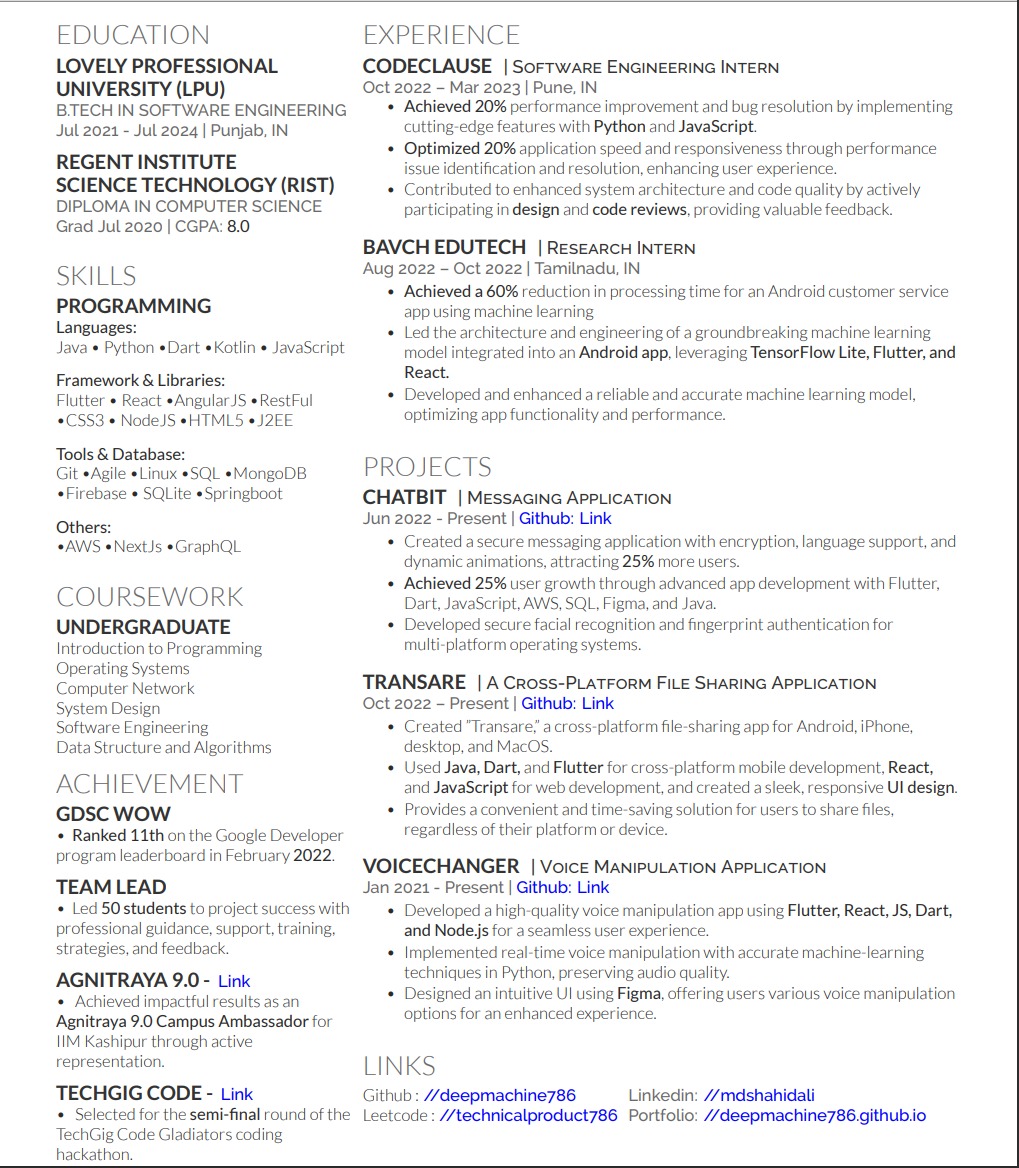 EDUCATION
LOVELY PROFESSIONAL
UNIVERSITY (LPU)
B.TECH IN SOFTWARE ENGINEERING
Jul 2021 - Jul 2024 | Punjab, IN
REGENT INSTITUTE
SCIENCE TECHNOLOGY (RIST)
DIPLOMA IN COMPUTER SCIENCE
Grad Jul 2020 | CGPA: 8.0
SKILLS
PROGRAMMING
Languages:
Java • Python •Dart •Kotlin • JavaScript
Framework & Libraries:
Flutter • React •AngularJS •RestFul
•CSS3 • NodeJS •HTML5 •J2EE
Tools & Database:
Git •Agile •Linux •SQL •MongoDB
•Firebase • SQLite •Springboot
Others:
•AWS •NextJs •GraphQL
COURSEWORK
UNDERGRADUATE
Introduction to Programming
Operating Systems
Computer Network
System Design
Software Engineering
Data Structure and Algorithms
ACHIEVEMENT
GDSC WOW
• Ranked 11th on the Google Developer
program leaderboard in February 2022.
TEAM LEAD
• Led 50 students to project success with
professional guidance, support, training,
strategies, and feedback.
AGNITRAYA 9.0 - Link
• Achieved impactful results as an
Agnitraya 9.0 Campus Ambassador for
IIM Kashipur through active
representation.
TECHGIG CODE - Link
• Selected for the semi-final round of the
TechGig Code Gladiators coding
hackathon.
EXPERIENCE
CODECLAUSE | SOFTWARE ENGINEERING INTERN
Oct 2022 – Mar 2023 | Pune, IN
• Achieved 20% performance improvement and bug resolution by implementing
cutting-edge features with Python and JavaScript.
• Optimized 20% application speed and responsiveness through performance
issue identification and resolution, enhancing user experience.
• Contributed to enhanced system architecture and code quality by actively
participating in design and code reviews, providing valuable feedback.
BAVCH EDUTECH | RESEARCH INTERN
Aug 2022 – Oct 2022 | Tamilnadu, IN
• Achieved a 60% reduction in processing time for an Android customer service
app using machine learning
• Led the architecture and engineering of a groundbreaking machine learning
model integrated into an Android app, leveraging TensorFlow Lite, Flutter, and
React.
• Developed and enhanced a reliable and accurate machine learning model,
optimizing app functionality and performance.
PROJECTS
CHATBIT | MESSAGING APPLICATION
Jun 2022 - Present | Github: Link
• Created a secure messaging application with encryption, language support, and
dynamic animations, attracting 25% more users.
• Achieved 25% user growth through advanced app development with Flutter,
Dart, JavaScript, AWS, SQL, Figma, and Java.
• Developed secure facial recognition and fingerprint authentication for
multi-platform operating systems.
TRANSARE | A CROSS-PLATFORM FILE SHARING APPLICATION
Oct 2022 – Present | Github: Link
• Created ”Transare,” a cross-platform file-sharing app for Android, iPhone,
desktop, and MacOS.
• Used Java, Dart, and Flutter for cross-platform mobile development, React,
and JavaScript for web development, and created a sleek, responsive UI design.
• Provides a convenient and time-saving solution for users to share files,
regardless of their platform or device.
VOICECHANGER | VOICE MANIPULATION APPLICATION
Jan 2021 - Present | Github: Link
• Developed a high-quality voice manipulation app using Flutter, React, JS, Dart,
and Node.js for a seamless user experience.
• Implemented real-time voice manipulation with accurate machine-learning
techniques in Python, preserving audio quality.
• Designed an intuitive UI using Figma, offering users various voice manipulation
options for an enhanced experience.
LINKS
Github : //deepmachine786 Linkedin: //mdshahidali
Leetcode : //technicalproduct786 Portfolio: //deepmachine786.github.io